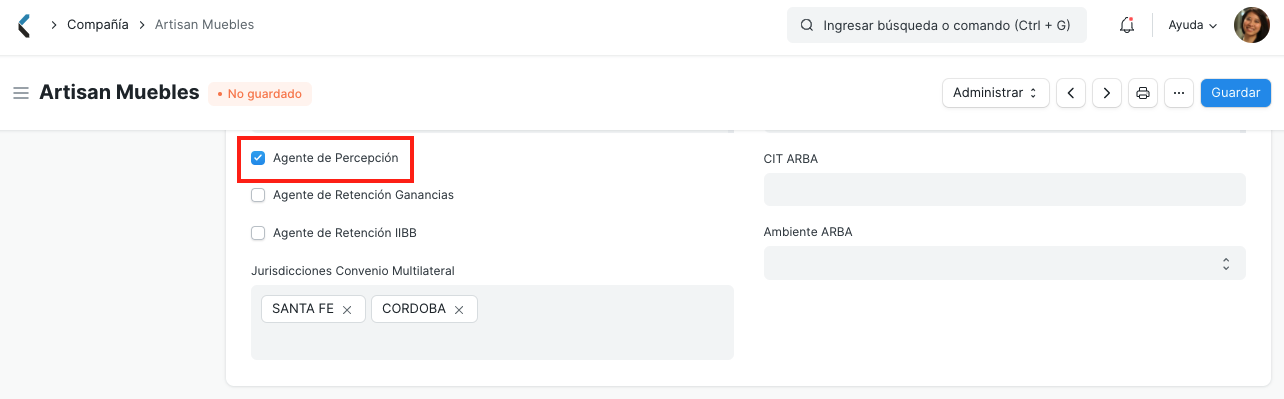 Compañía
Artisan Muebles
Ingresar búsqueda o comando (Ctrl + G)
Ayuda
Artisan Muebles
No guardado
Administrar
Guardar
Agente de Percepción
Agente de Retención Ganancias
Agente de Retención IIBB
Jurisdicciones Convenio Multilateral
SANTA FE
CORDOBA
CIT ARBA
Ambiente ARBA